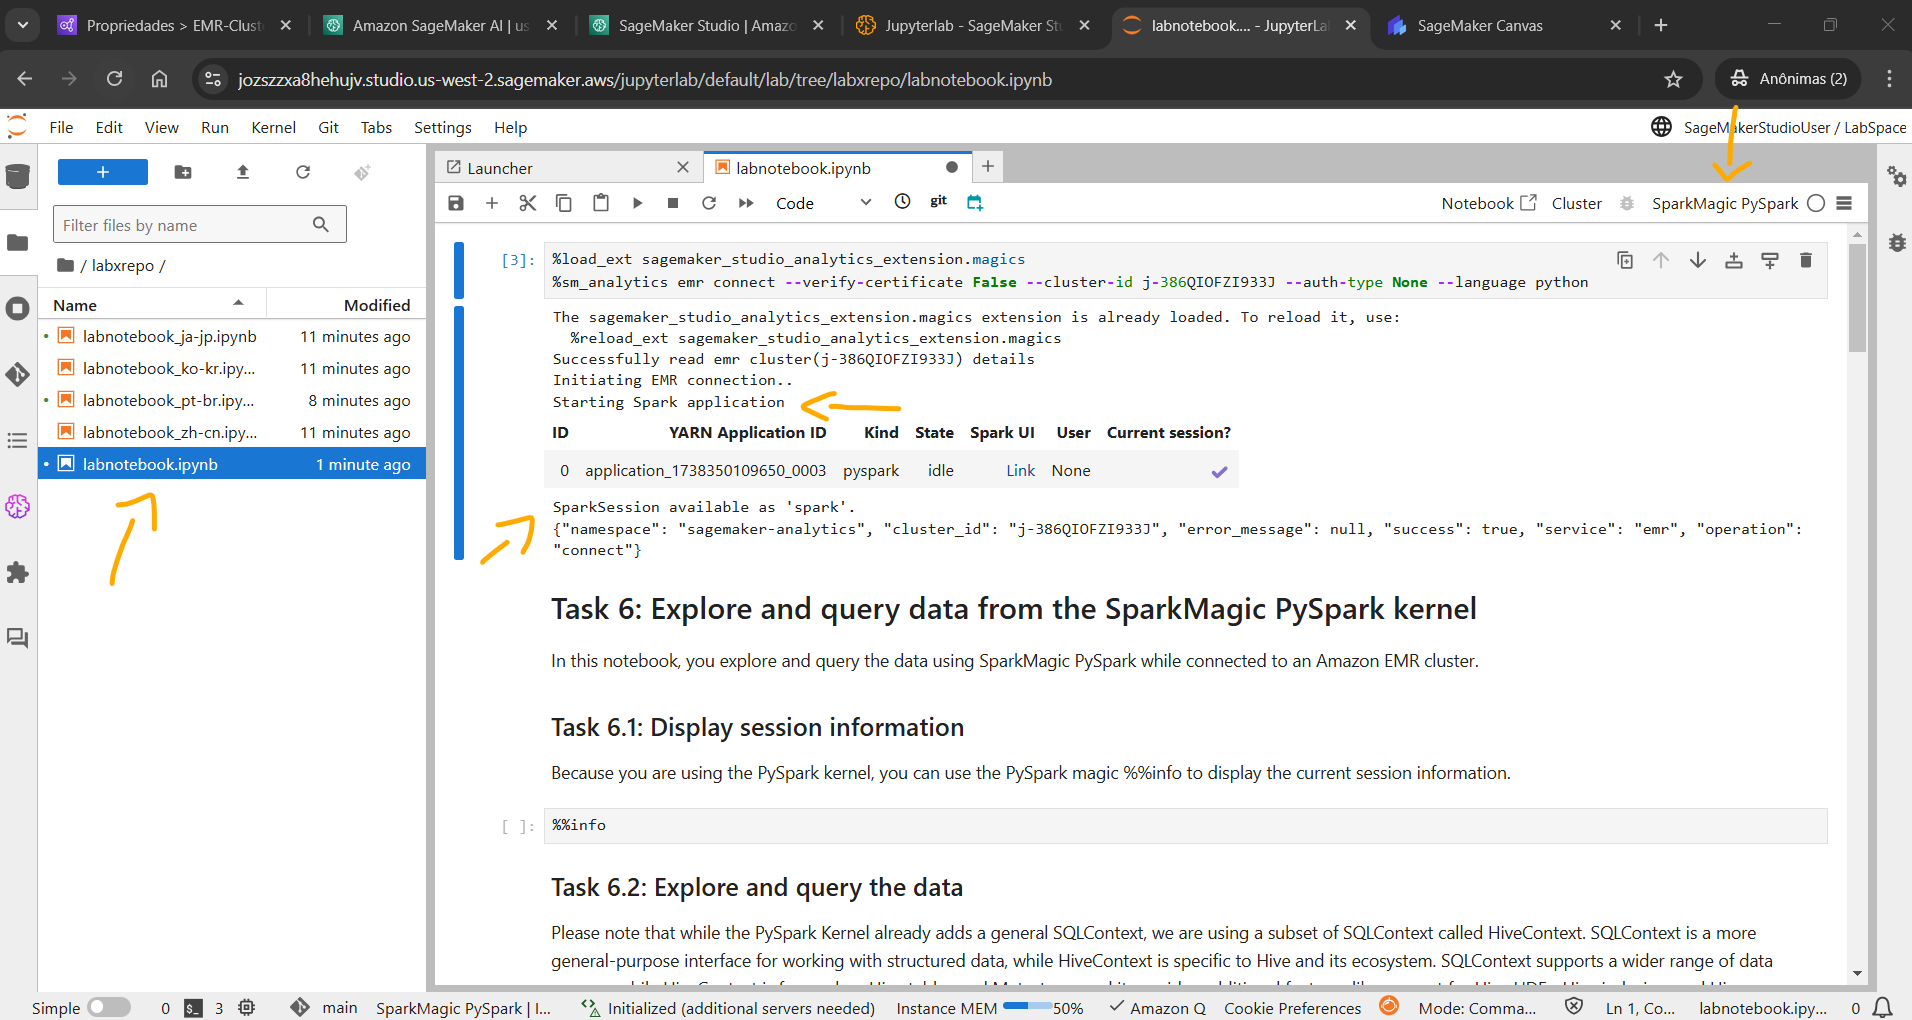 Propriedades > EMR-Clust
Amazon SageMaker AI | us
SageMaker Studio | Amazo
Jupyterlab - SageMaker St
labnotebook.... - JupyterLa
SageMaker Canvas
jozszzxa8hehujv.studio.us-west-2.sagemaker.aws/jupyterlab/default/lab/tree/labxrepo/labnotebook.ipynb
Anônimas (2)
File Edit View Run Kernel Git Tabs Settings Help
SageMakerStudioUser / LabSpace
Launcher
labnotebook.ipynb
Code
git
Notebook
Cluster
SparkMagic PySpark
Filter files by name
/ labxrepo /
Name Modified
labnotebook_ja-jp.ipynb 11 minutes ago
labnotebook_ko-kr.ipy... 11 minutes ago
labnotebook_pt-br.ipy... 8 minutes ago
labnotebook_zh-cn.ipy... 11 minutes ago
labnotebook.ipynb 1 minute ago
[3]: %load_ext sagemaker_studio_analytics_extension.magics
%sm_analytics emr connect --verify-certificate False --cluster-id j-386QIOFZI933J --auth-type None --language python
The sagemaker_studio_analytics_extension.magics extension is already loaded. To reload it, use:
%reload_ext sagemaker_studio_analytics_extension.magics
Successfully read emr cluster(j-386QIOFZI933J) details
Initiating EMR connection..
Starting Spark application
ID YARN Application ID Kind State Spark UI User Current session?
0 application_1738350109650_0003 pyspark idle Link None ✓
SparkSession available as 'spark'.
{"namespace": "sagemaker-analytics", "cluster_id": "j-386QIOFZI933J", "error_message": null, "success": true, "service": "emr", "operation":
"connect"}
Task 6: Explore and query data from the SparkMagic PySpark kernel
In this notebook, you explore and query the data using SparkMagic PySpark while connected to an Amazon EMR cluster.
Task 6.1: Display session information
Because you are using the PySpark kernel, you can use the PySpark magic %%info to display the current session information.
[ ]: %%info
Task 6.2: Explore and query the data
Please note that while the PySpark Kernel already adds a general SQLContext, we are using a subset of SQLContext called HiveContext. SQLContext is a more
general-purpose interface for working with structured data, while HiveContext is specific to Hive and its ecosystem. SQLContext supports a wider range of data
Simple 0 3 main SparkMagic PySpark | I... Initialized (additional servers needed) Instance MEM 50% Amazon Q Cookie Preferences Mode: Comma... Ln 1, Co... labnotebook.ipy... 0